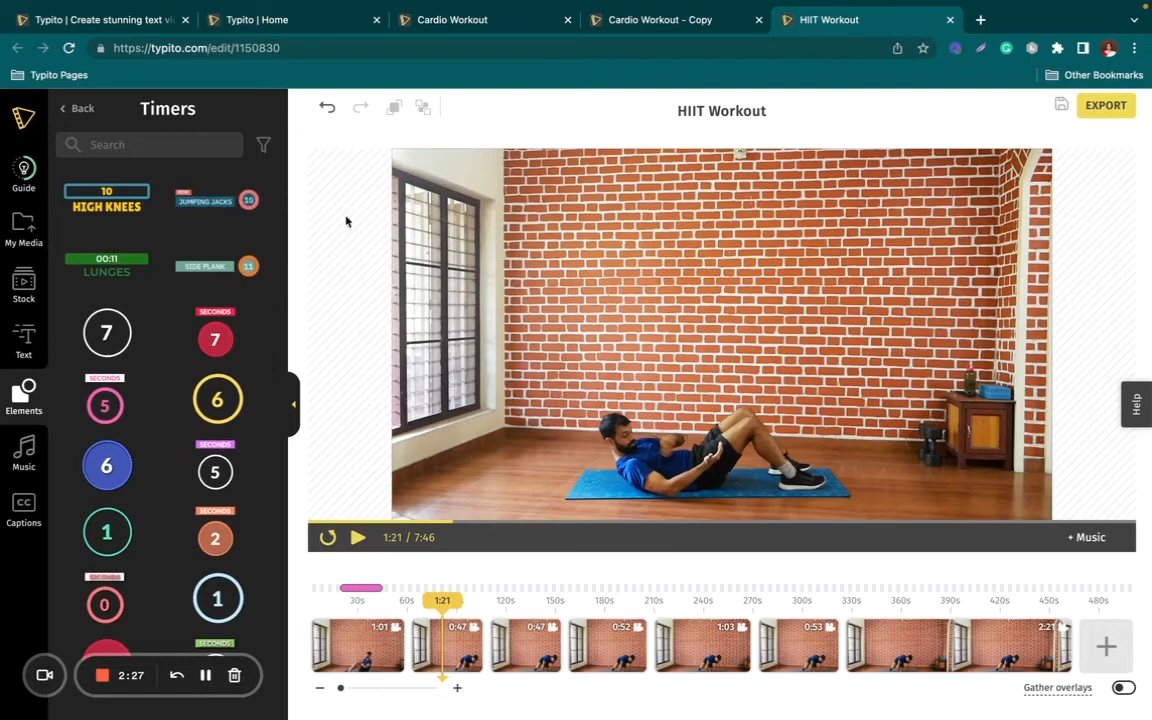 Typito | Create stunning text vi
Typito | Home
Cardio Workout
Cardio Workout - Copy
HIIT Workout
https://typito.com/edit/1150830
Typito Pages
Other Bookmarks
Back
Timers
HIIT Workout
EXPORT
Search
Guide
My Media
Stock
Text
Elements
Music
CC
Captions
10
HIGH KNEES
JUMPING JACKS
10
00:11
LUNGES
SIDE PLANK
11
7
SECONDS
7
SECONDS
5
6
6
SECONDS
5
1
SECONDS
2
SECONDS
0
1
SECONDS
Help
1:21 / 7:46
+ Music
30s
60s
1:21
120s
150s
180s
210s
240s
270s
300s
330s
360s
390s
420s
450s
480s
1:01
0:47
0:47
0:52
1:03
0:53
2:21
2:27
Gather overlays